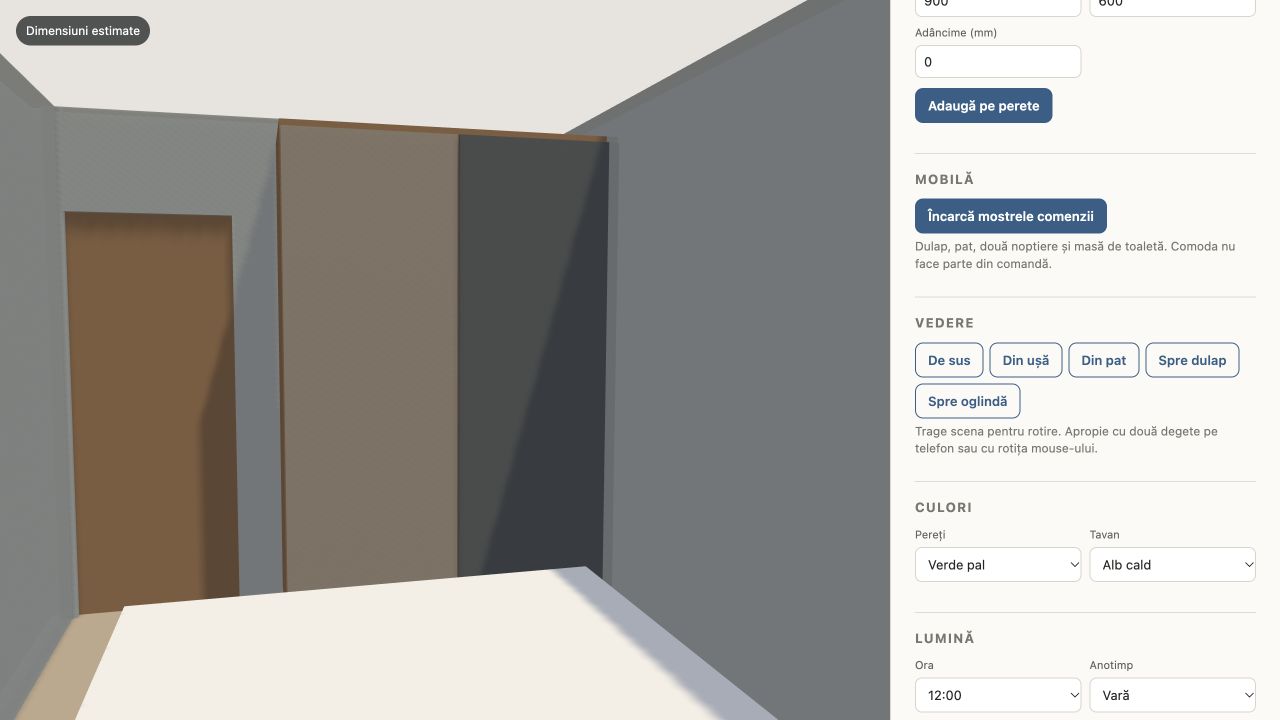 Dimensiuni estimate
900
600
Adâncime (mm)
0
Adaugă pe perete
MOBILĂ
Încarcă mostrele comenzii
Dulap, pat, două noptiere și masă de toaletă. Comoda nu
face parte din comandă.
VEDERE
De sus
Din ușă
Din pat
Spre dulap
Spre oglindă
Trage scena pentru rotire. Apropie cu două degete pe
telefon sau cu rotița mouse-ului.
CULORI
Pereți
Tavan
Verde pal
Alb cald
LUMINĂ
Ora
Anotimp
12:00
Vară